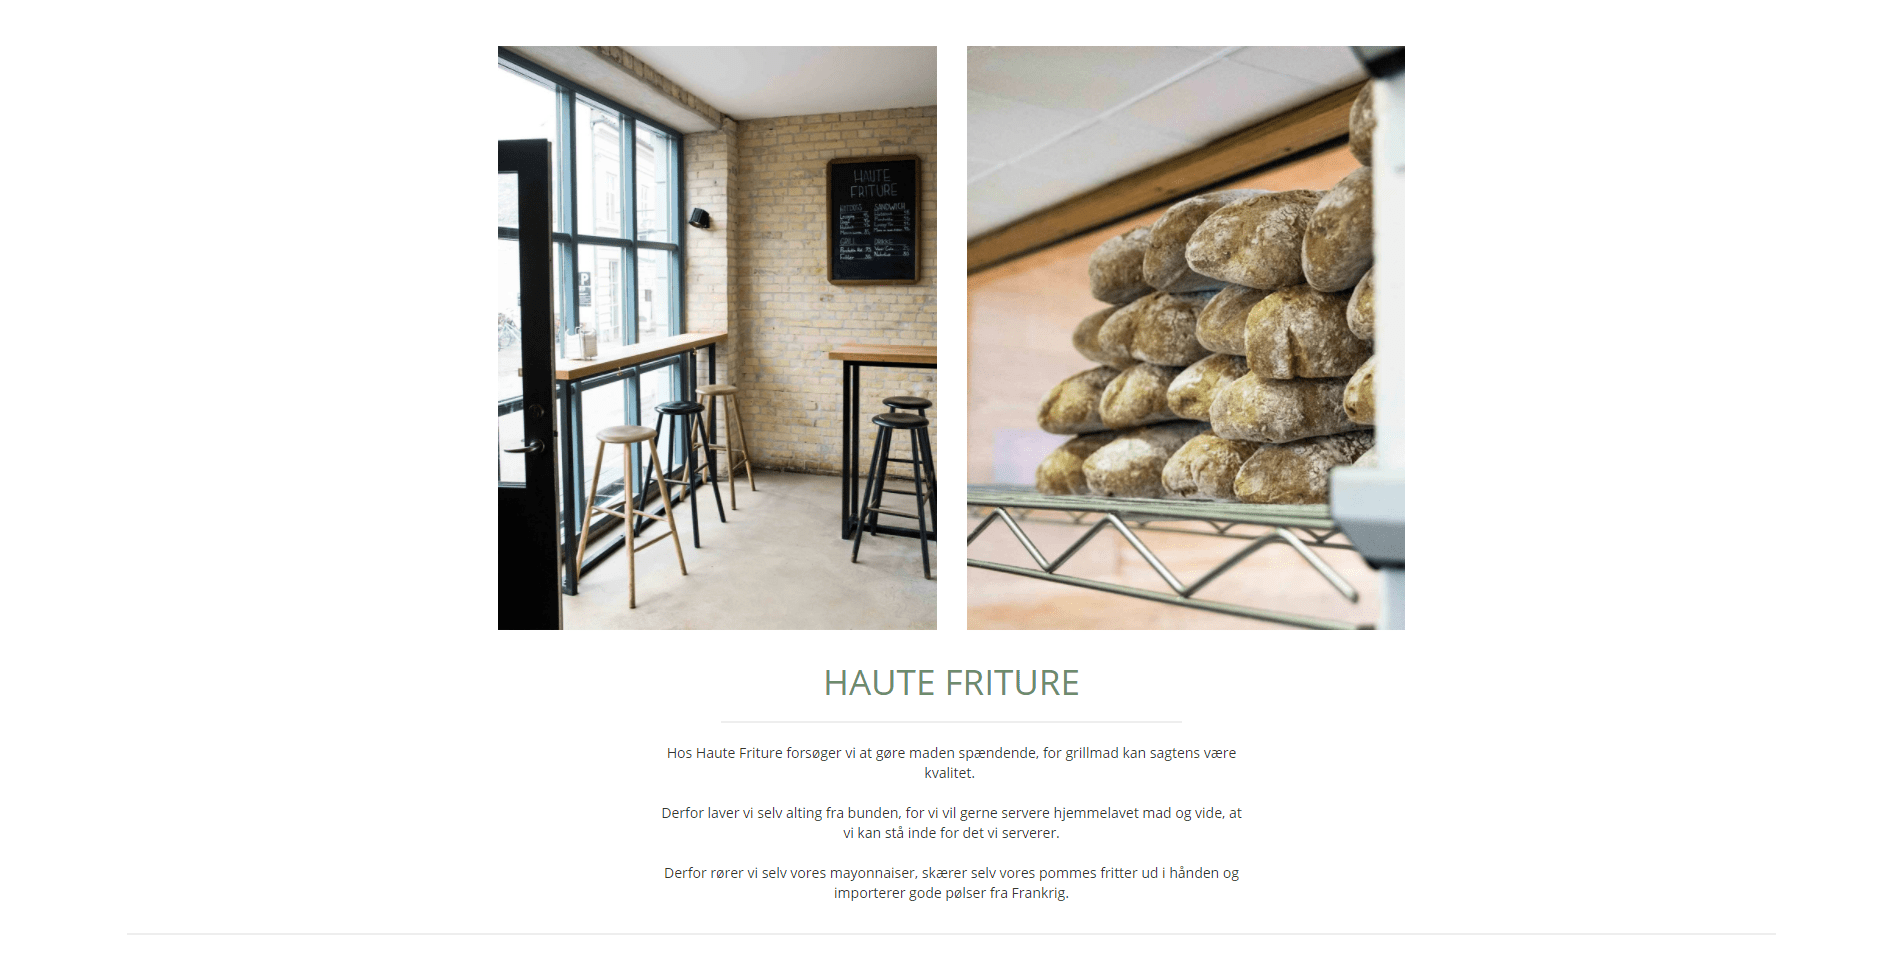 HAUTE
FRITURE
SANDWICH
GRILL
P
HAUTE FRITURE
Hos Haute Friture forsøger vi at gøre maden spændende, for grillmad kan sagtens være
kvalitet.
Derfor laver vi selv alting fra bunden, for vi vil gerne servere hjemmelavet mad og vide, at
vi kan stå inde for det vi serverer.
Derfor rører vi selv vores mayonnaiser, skærer selv vores pommes fritter ud i hånden og
importerer gode pølser fra Frankrig.